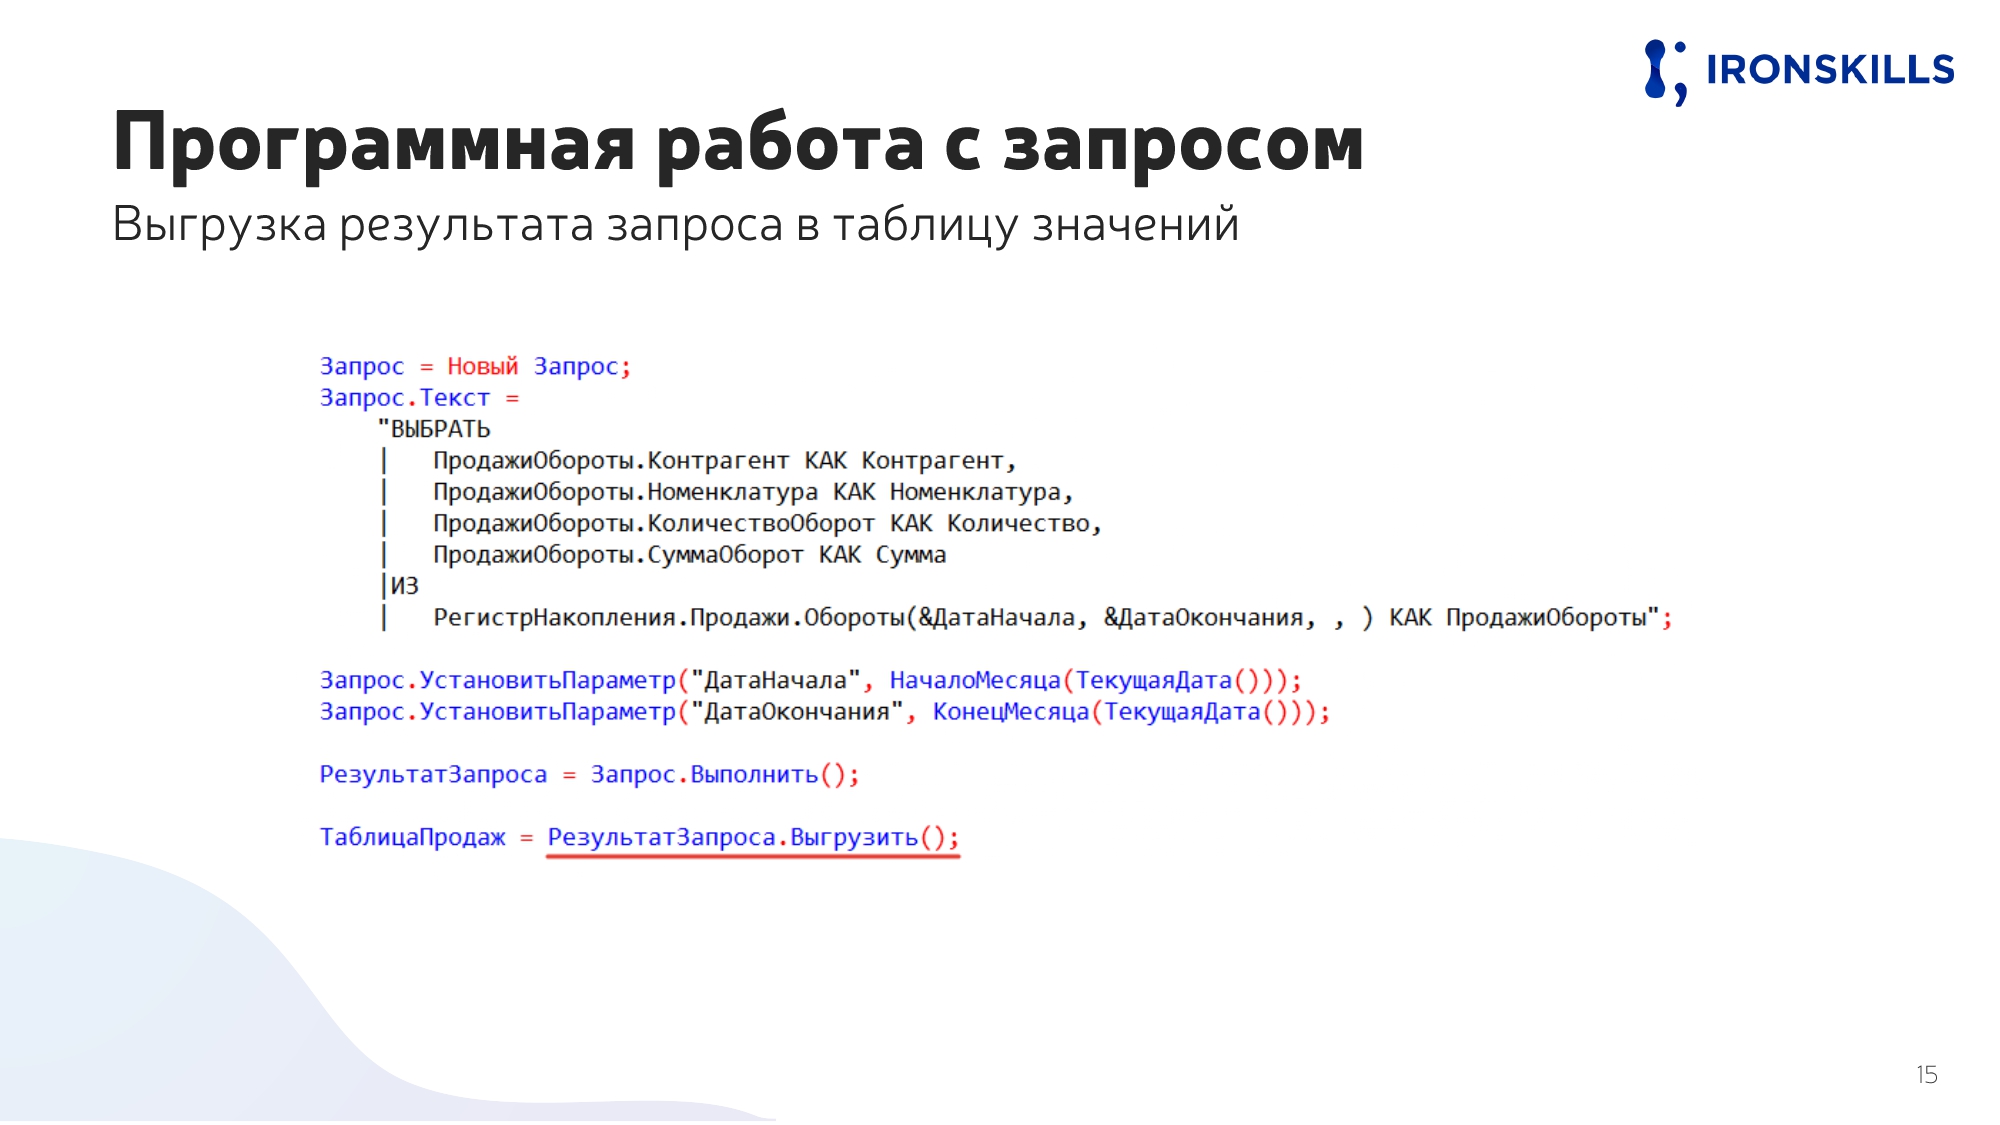 IRONSKILLS
Программная работа с запросом
Выгрузка результата запроса в таблицу значений
Запрос = Новый Запрос;
Запрос.Текст =
"ВЫБРАТЬ
|   ПродажиОбороты.Контрагент КАК Контрагент,
|   ПродажиОбороты.Номенклатура КАК Номенклатура,
|   ПродажиОбороты.КоличествоОборот КАК Количество,
|   ПродажиОбороты.СуммаОборот КАК Сумма
|ИЗ
|   РегистрНакопления.Продажи.Обороты(&ДатаНачала, &ДатаОкончания, , ) КАК ПродажиОбороты";
Запрос.УстановитьПараметр("ДатаНачала", НачалоМесяца(ТекущаяДата()));
Запрос.УстановитьПараметр("ДатаОкончания", КонецМесяца(ТекущаяДата()));
РезультатЗапроса = Запрос.Выполнить();
ТаблицаПродаж = РезультатЗапроса.Выгрузить();
15